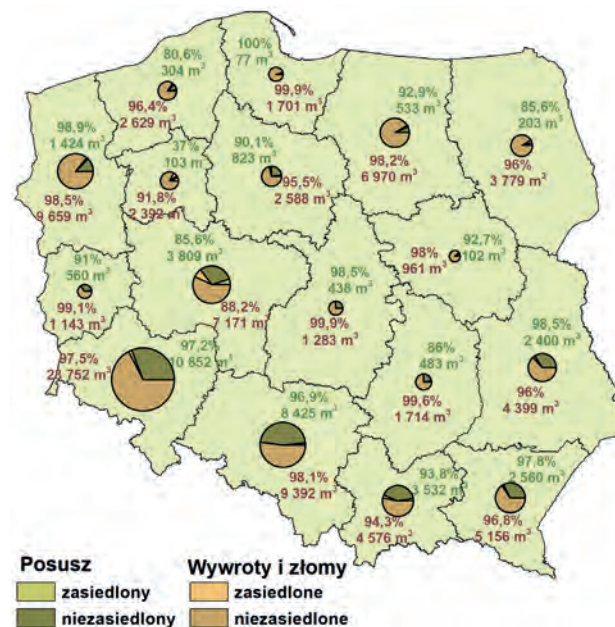 80,6%
304 m³
96,4%
2 629 m³
100%
77 m³
99,9%
1 701 m³
92,9%
533 m³
98,2%
6 970 m³
85,6%
203 m³
96%
3 779 m³
98,9%
1 424 m³
98,5%
9 659 m³
37%
103 m³
91,8%
2 392 m³
90,1%
823 m³
95,5%
2 588 m³
91%
560 m³
99,1%
1 143 m³
85,6%
3 809 m³
88,2%
7 171 m³
98,5%
438 m³
99,9%
1 283 m³
98%
961 m³
92,7%
102 m³
97,5%
28 752 m³
97,2%
10 652 m³
96,9%
8 425 m³
98,1%
9 392 m³
86%
483 m³
99,6%
1 714 m³
98,5%
2 400 m³
96%
4 399 m³
93,8%
3 532 m³
94,3%
4 576 m³
97,8%
2 560 m³
96,8%
5 156 m³
Posusz
zasiedlony
niezasiedlony
Wywroty i złomy
zasiedlone
niezasiedlone